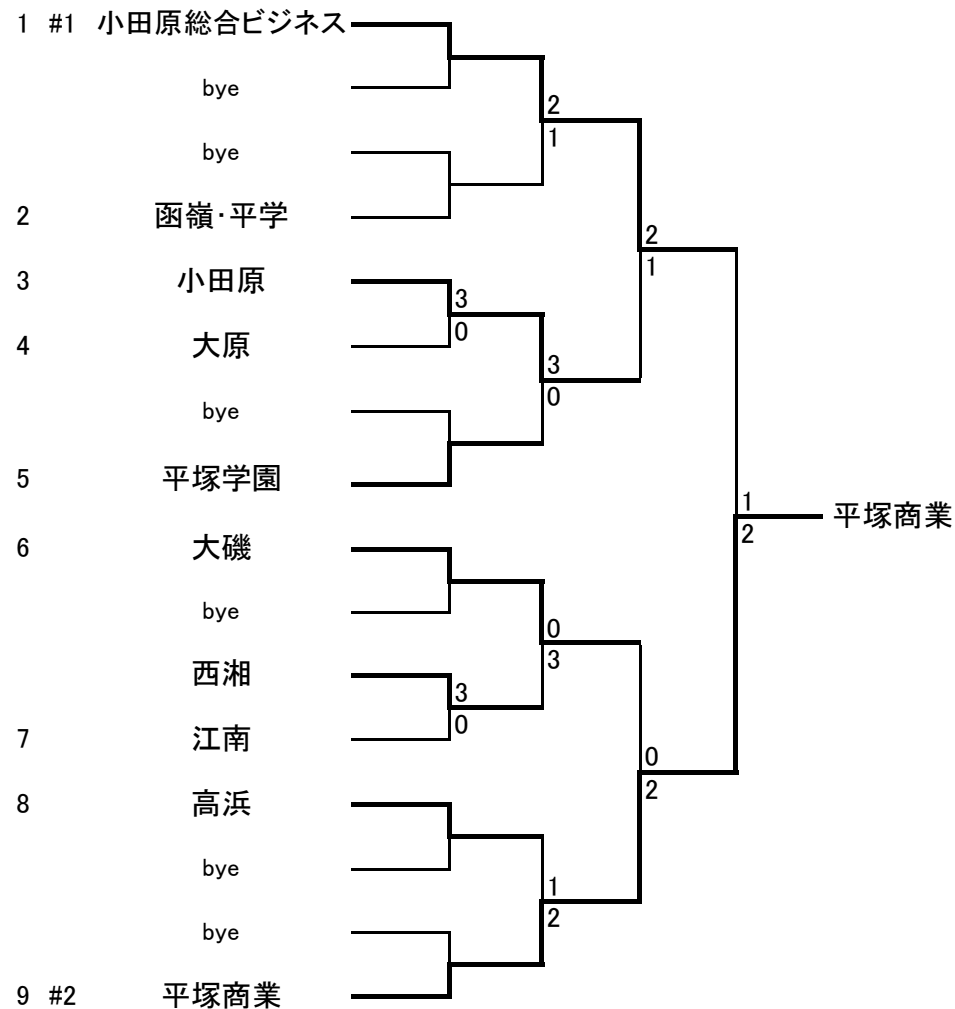 1 #1 小田原総合ビジネス
bye
2
1
bye
2 函嶺・平学
2
1
3 小田原
3
0
4 大原
3
0
bye
5 平塚学園
1
2
平塚商業
6 大磯
bye
0
3
西湘
3
0
7 江南
0
2
8 高浜
bye
1
2
bye
9 #2 平塚商業